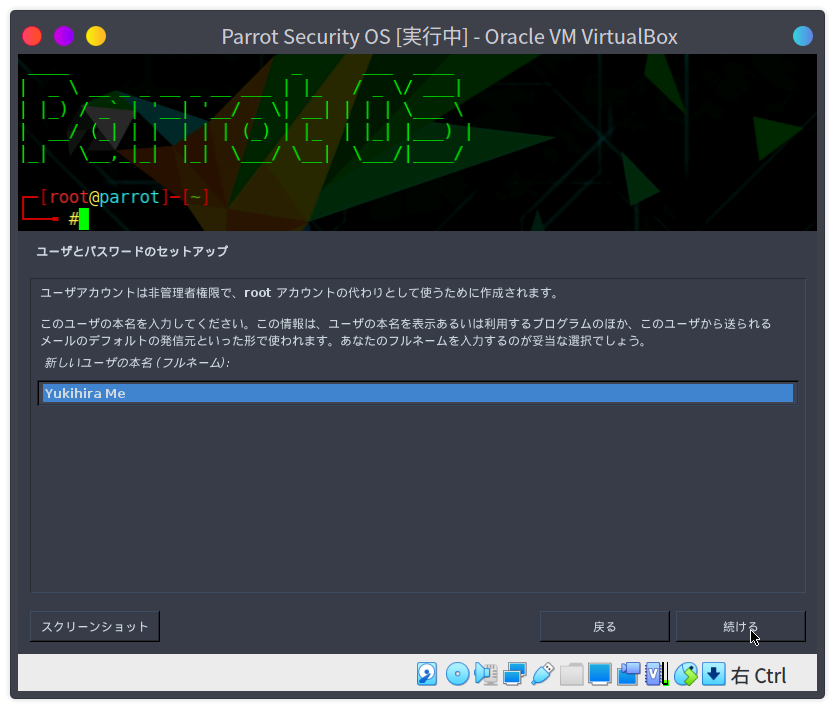 Parrot Security OS [実行中] - Oracle VM VirtualBox
Parrot OS
[root@parrot]-[~]
#
ユーザとパスワードのセットアップ
ユーザアカウントは非管理者権限で、root アカウントの代わりとして使うために作成されます。
このユーザの本名を入力してください。この情報は、ユーザの本名を表示あるいは利用するプログラムのほか、このユーザから送られる
メールのデフォルトの発信元といった形で使われます。あなたのフルネームを入力するのが妥当な選択でしょう。
新しいユーザの本名 (フルネーム):
Yukihira Me
スクリーンショット
戻る
続ける
右 Ctrl